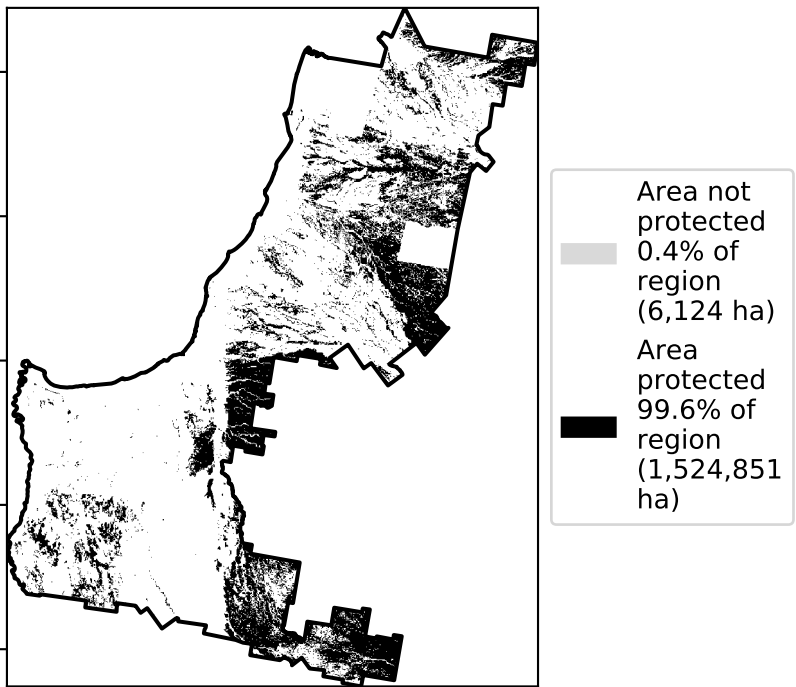 Area not
protected
0.4% of
region
(6,124 ha)
Area
protected
99.6% of
region
(1,524,851
ha)